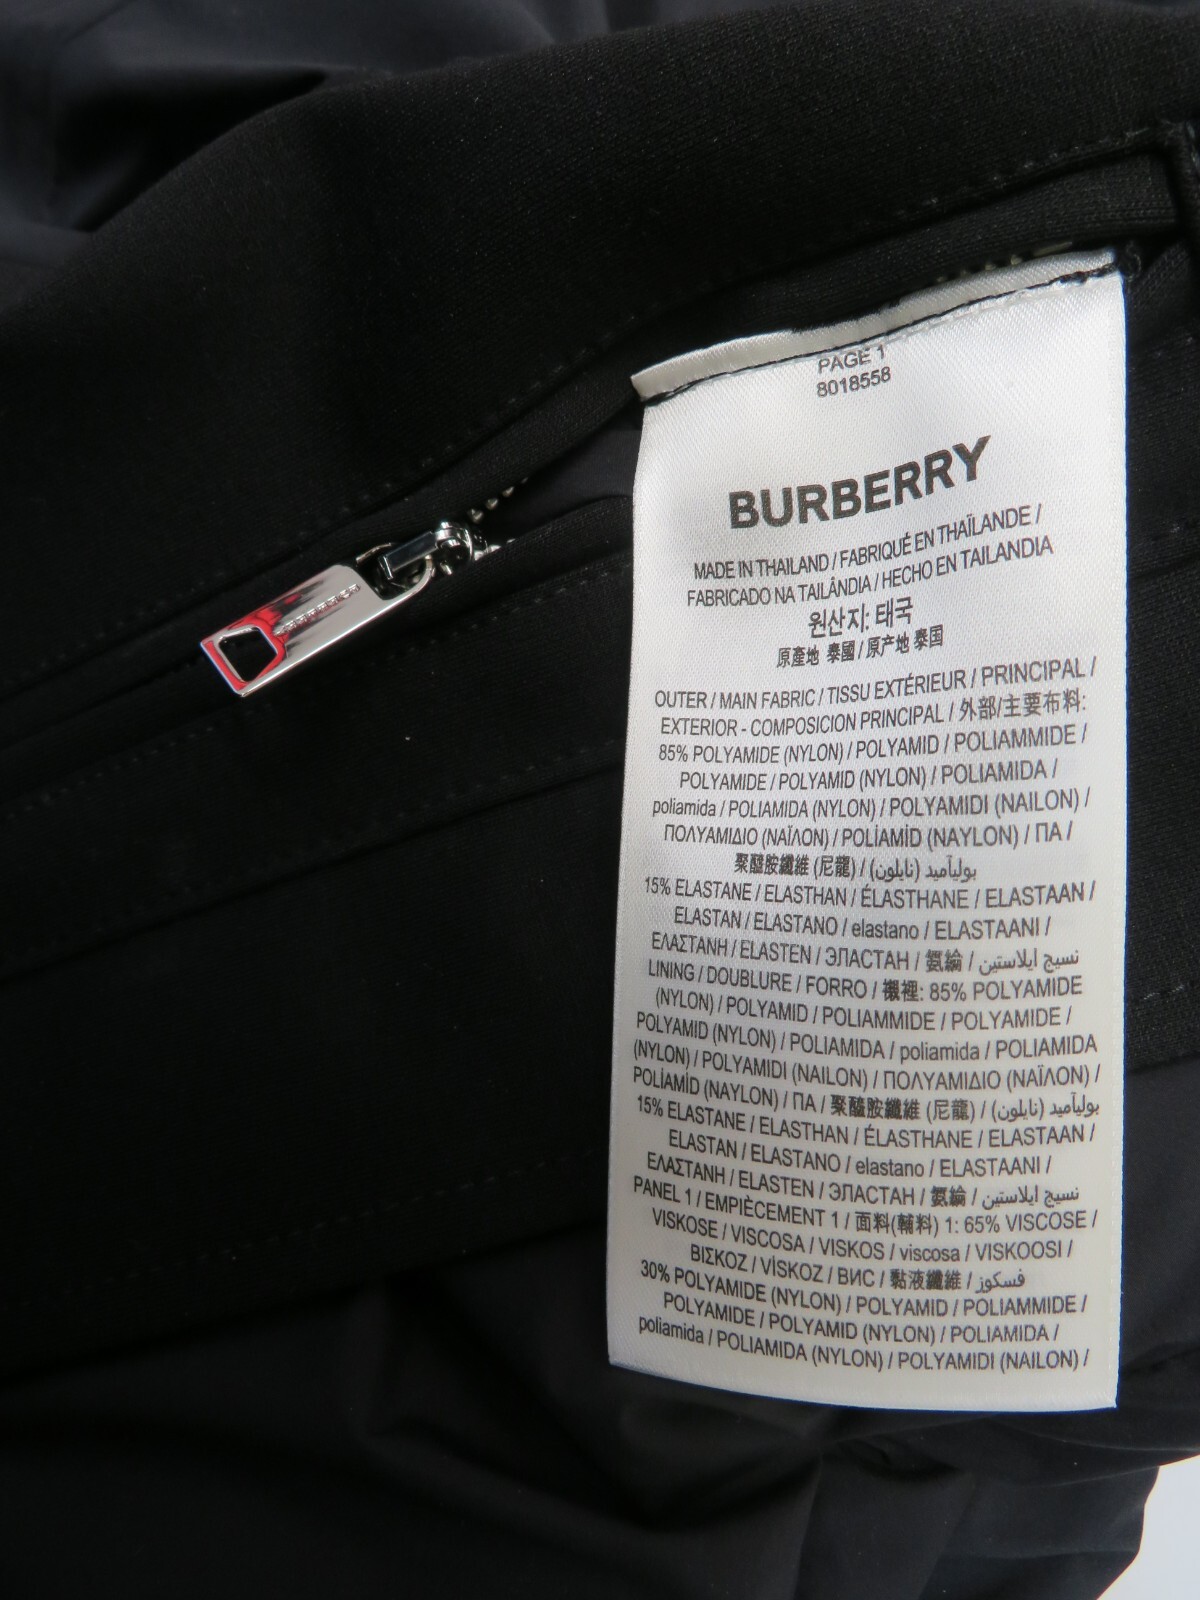 PAGE 1
8018558
BURBERRY
MADE IN THAILAND / FABRIQUÉ EN THAÏLANDE /
FABRICADO NA TAILÂNDIA / HECHO EN TAILANDIA
원산지: 태국
原產地 泰國 / 原产地 泰国
OUTER / MAIN FABRIC / TISSU EXTÉRIEUR / PRINCIPAL /
EXTERIOR - COMPOSICION PRINCIPAL / 外部/主要布料:
85% POLYAMIDE (NYLON) / POLYAMID / POLIAMMIDE /
POLYAMIDE / POLYAMID (NYLON) / POLIAMIDA /
poliamida / POLIAMIDA (NYLON) / POLYAMIDI (NAILON) /
ΠΟΛΥΑΜΙΔΙΟ (ΝΑΪΛΟΝ) / POLİAMİD (NAYLON) / ПА /
聚醯胺纖維 (尼龍) / بوليآميد (نايلون)
15% ELASTANE / ELASTHAN / ÉLASTHANE / ELASTAAN /
ELASTAN / ELASTANO / elastano / ELASTAANI /
ΕΛΑΣΤΑΝΗ / ELASTEN / ЭЛАСТАН / 氨綸 / نسيج ايلاستين
LINING / DOUBLURE / FORRO / 襯裡: 85% POLYAMIDE
(NYLON) / POLYAMID / POLIAMMIDE / POLYAMIDE /
POLYAMID (NYLON) / POLIAMIDA / poliamida / POLIAMIDA
(NYLON) / POLYAMIDI (NAILON) / ΠΟΛΥΑΜΙΔΙΟ (ΝΑΪΛΟΝ) /
POLİAMİD (NAYLON) / ПА / 聚醯胺纖維 (尼龍) / بوليآميد (نايلون)
15% ELASTANE / ELASTHAN / ÉLASTHANE / ELASTAAN /
ELASTAN / ELASTANO / elastano / ELASTAANI /
ΕΛΑΣΤΑΝΗ / ELASTEN / ЭЛАСТАН / 氨綸 / نسيج ايلاستين
PANEL 1 / EMPIÈCEMENT 1 / 面料(輔料) 1: 65% VISCOSE /
VISKOSE / VISCOSA / VISKOS / viscosa / VISKOOSI /
ΒΙΣΚΟΖ / VİSKOZ / ВИС / 黏液纖維 / فسكوز
30% POLYAMIDE (NYLON) / POLYAMID / POLIAMMIDE /
POLYAMIDE / POLYAMID (NYLON) / POLIAMIDA /
poliamida / POLIAMIDA (NYLON) / POLYAMIDI (NAILON) /